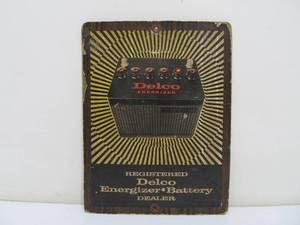 Delco
ENERGIZER
REGISTERED
Delco
Energizer • Battery
DEALER